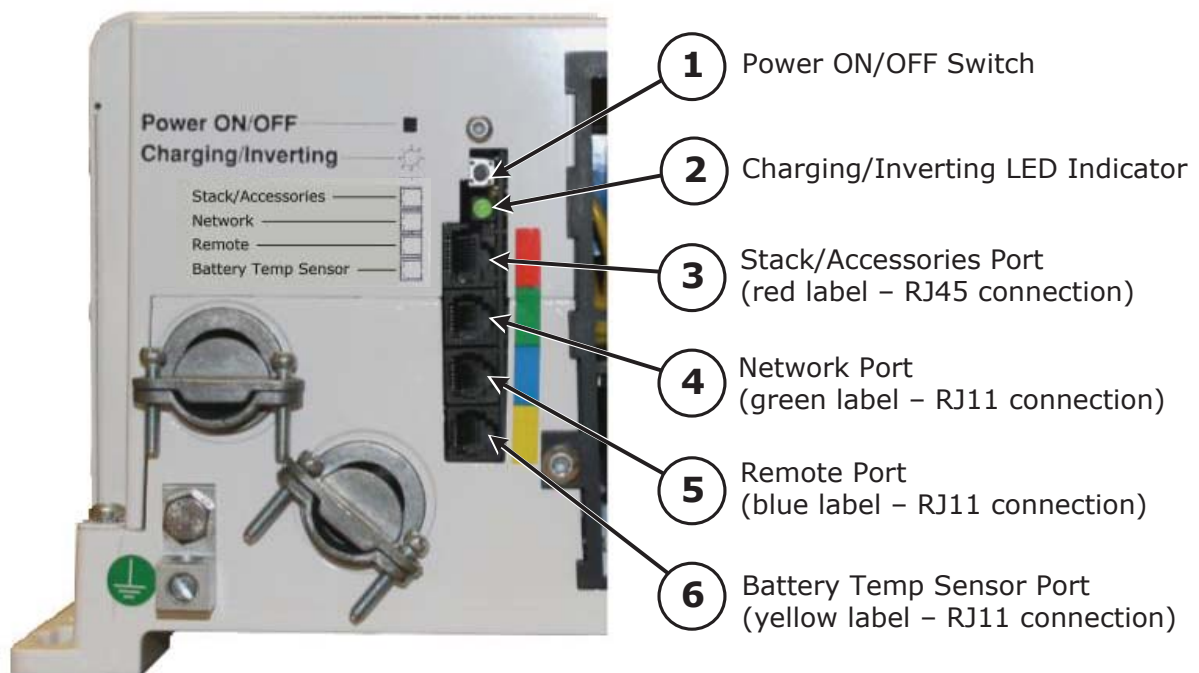 Power ON/OFF
Charging/Inverting
Stack/Accessories
Network
Remote
Battery Temp Sensor
1 Power ON/OFF Switch
2 Charging/Inverting LED Indicator
3 Stack/Accessories Port
(red label – RJ45 connection)
4 Network Port
(green label – RJ11 connection)
5 Remote Port
(blue label – RJ11 connection)
6 Battery Temp Sensor Port
(yellow label – RJ11 connection)